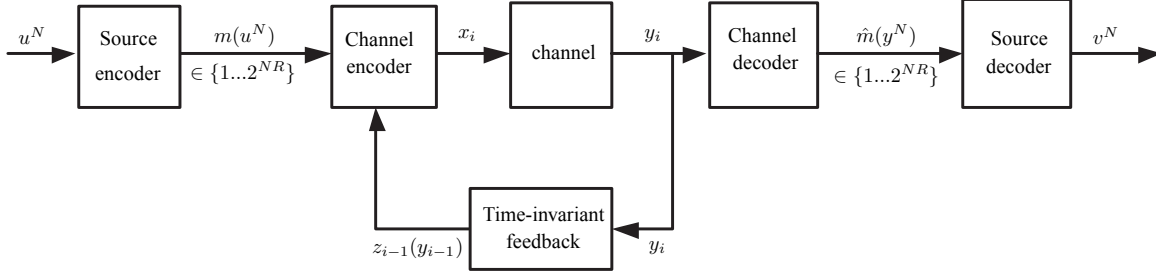 u^N
Source
encoder
m(u^N)
∈ {1...2^{NR}}
Channel
encoder
x_i
channel
y_i
Channel
decoder
m̂(y^N)
∈ {1...2^{NR}}
Source
decoder
v^N
Time-invariant
feedback
z_{i−1}(y_{i−1})
y_i